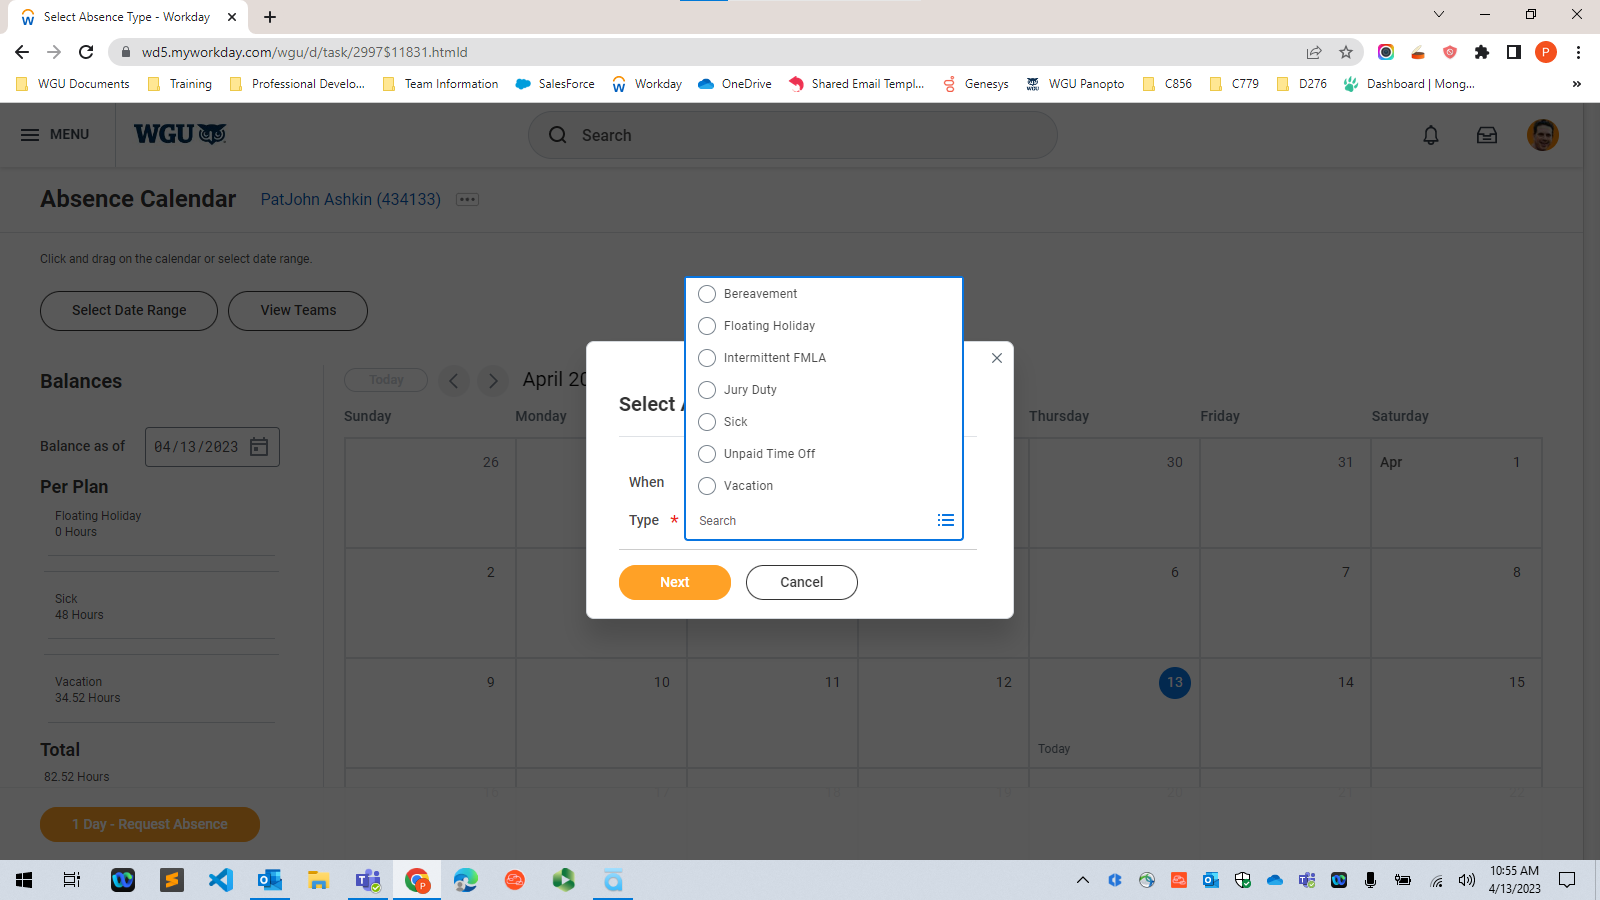 Select Absence Type - Workday
wd5.myworkday.com/wgu/d/task/2997$11831.htmld
P
WGU Documents
Training
Professional Develo...
Team Information
SalesForce
Workday
OneDrive
Shared Email Templ...
Genesys
WGU Panopto
C856
C779
D276
Dashboard | Mong...
»
MENU
WGU
Search
Absence Calendar
PatJohn Ashkin (434133)
Click and drag on the calendar or select date range.
Select Date Range
View Teams
Balances
Balance as of
04/13/2023
Per Plan
Floating Holiday
0 Hours
Sick
48 Hours
Vacation
34.52 Hours
Total
82.52 Hours
1 Day - Request Absence
Today
April 20
Sunday
Monday
Thursday
Friday
Saturday
26
30
31
Apr 1
2
6
7
8
9
10
11
12
13
14
15
Today
16
17
18
19
20
21
22
Select A
When
Type *
Bereavement
Floating Holiday
Intermittent FMLA
Jury Duty
Sick
Unpaid Time Off
Vacation
Search
Next
Cancel
10:55 AM
4/13/2023